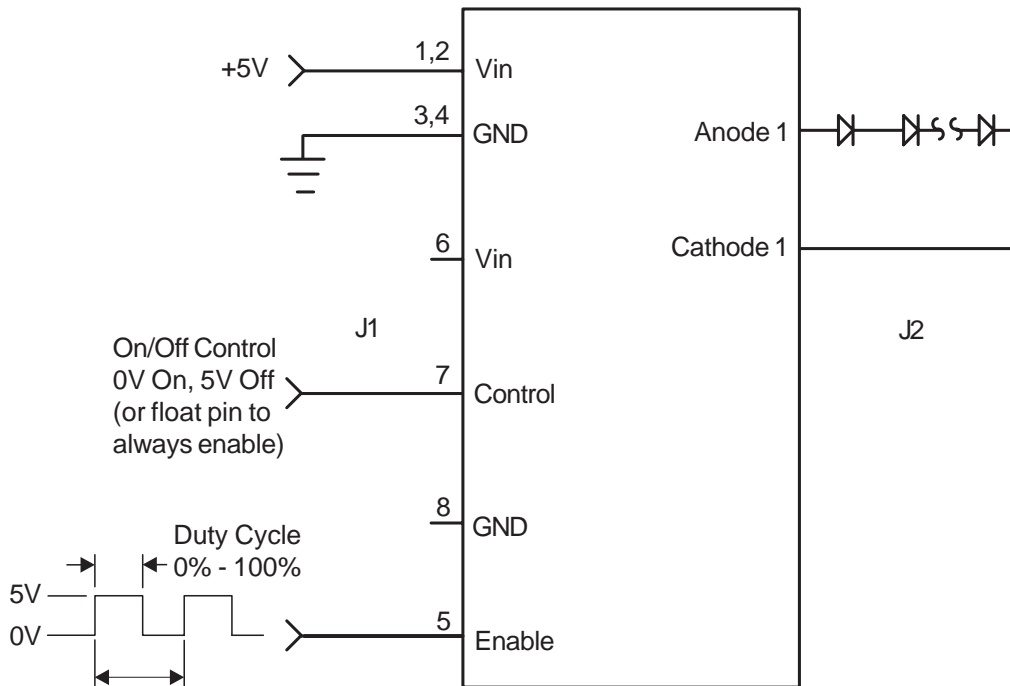 +5V
1,2
Vin
3,4
GND
Anode 1
6
Vin
Cathode 1
J1
J2
On/Off Control
0V On, 5V Off
(or float pin to
always enable)
7
Control
8
GND
Duty Cycle
0% - 100%
5V
0V
5
Enable